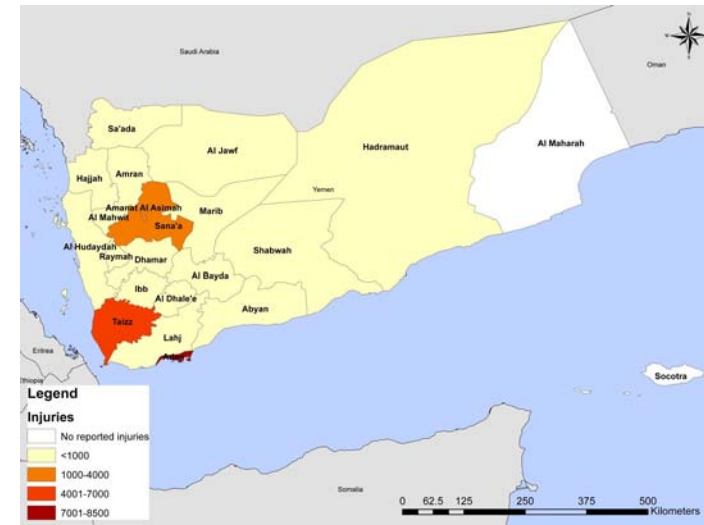 Saudi Arabia
Oman
Sa'ada
Al Jawf
Hadramaut
Al Maharah
Hajjah
Amran
Yemen
Amanat Al Asimah
Al Mahwit
Marib
Sana'a
Al Hudaydah
Raymah
Dhamar
Shabwah
Al Bayda
Ibb
Al Dhale'e
Abyan
Taizz
Lahj
Aden
Eritrea
Ethiopia
Socotra
Somalia
Legend
Injuries
No reported injuries
<1000
1000-4000
4001-7000
7001-8500
0 62.5 125 250 375 500
Kilometers